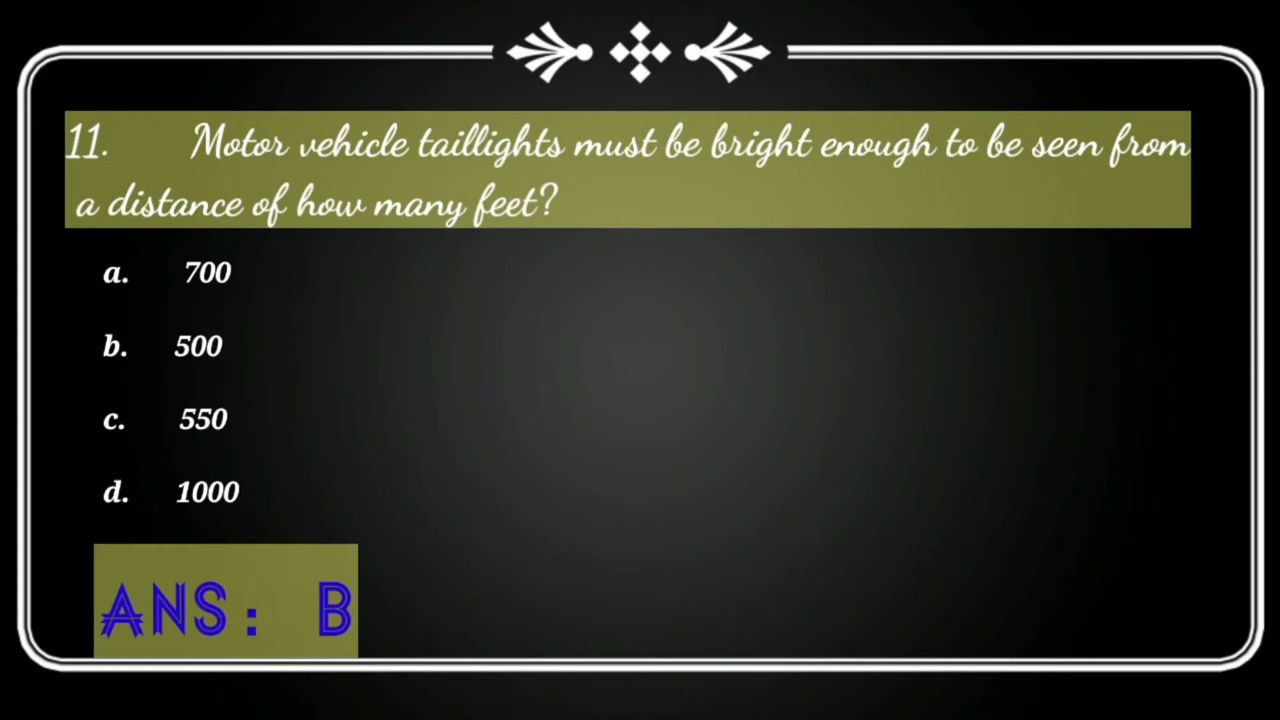 11. Motor vehicle taillights must be bright enough to be seen from
a distance of how many feet?
a. 700
b. 500
c. 550
d. 1000
ANS: B